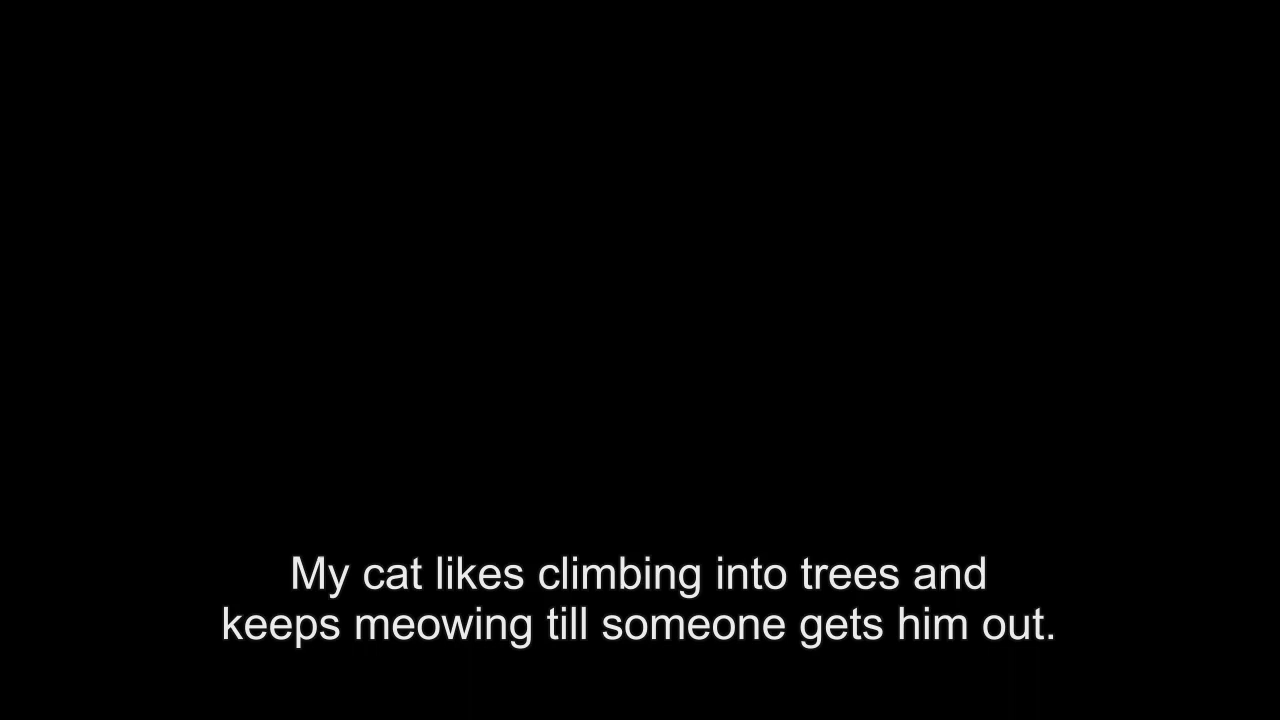 My cat likes climbing into trees and
keeps meowing till someone gets him out.